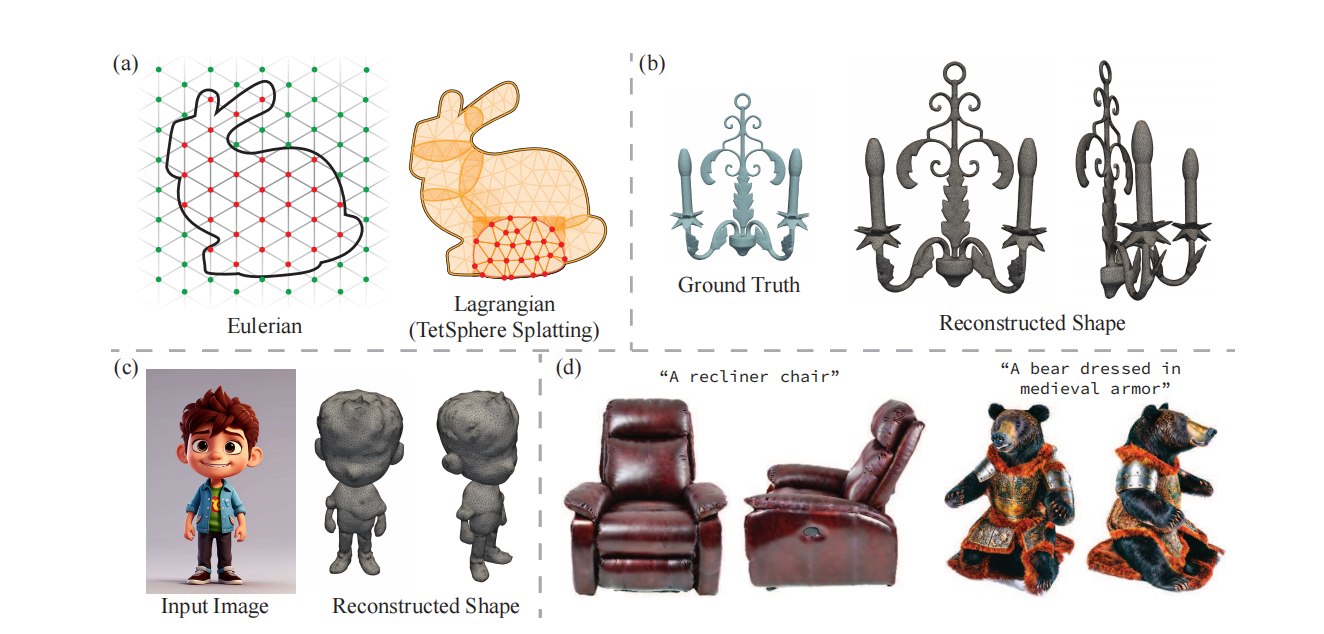 (a)
Eulerian
Lagrangian
(TetSphere Splatting)
(b)
Ground Truth
Reconstructed Shape
(c)
Input Image
Reconstructed Shape
(d)
“A recliner chair”
“A bear dressed in
medieval armor”